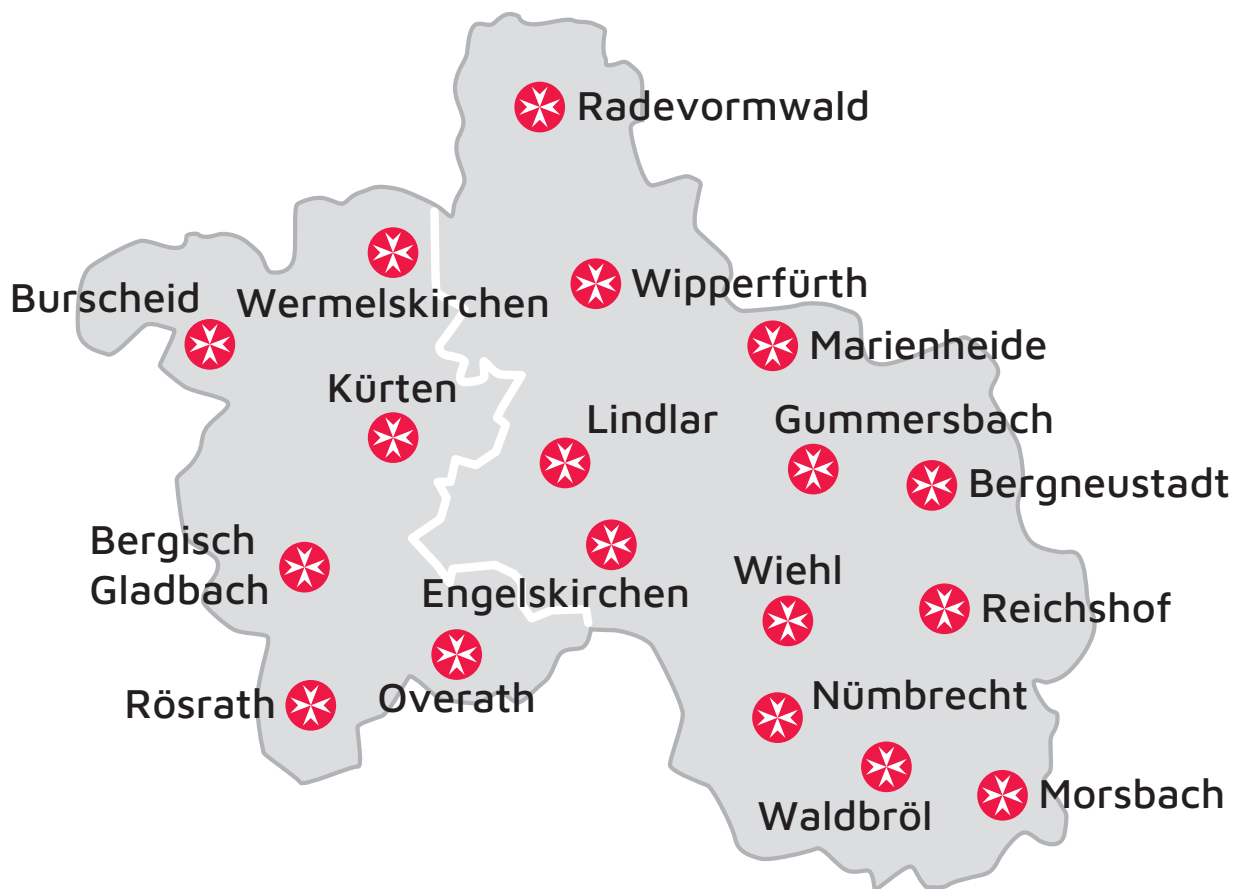 Radevormwald
Wipperfürth
Burscheid
Wermelskirchen
Marienheide
Kürten
Lindlar
Gummersbach
Bergneustadt
Bergisch
Gladbach
Engelskirchen
Wiehl
Reichshof
Rösrath
Overath
Nümbrecht
Waldbröl
Morsbach